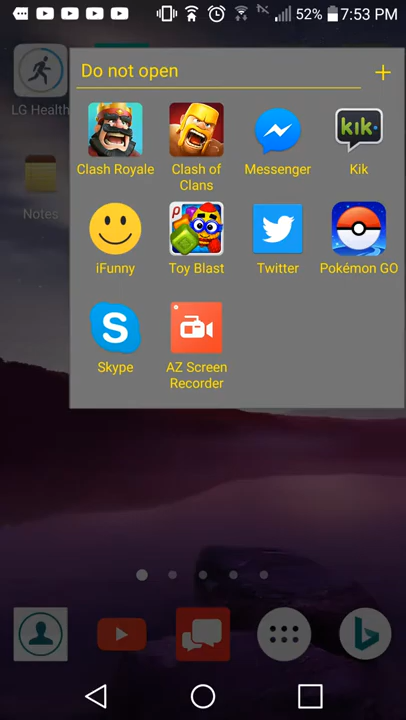 52% 7:53 PM
Do not open
LG Health
Clash Royale
Clash of
Clans
Messenger
kik·
Kik
Notes
iFunny
Toy Blast
Twitter
Pokémon GO
S
Skype
AZ Screen
Recorder